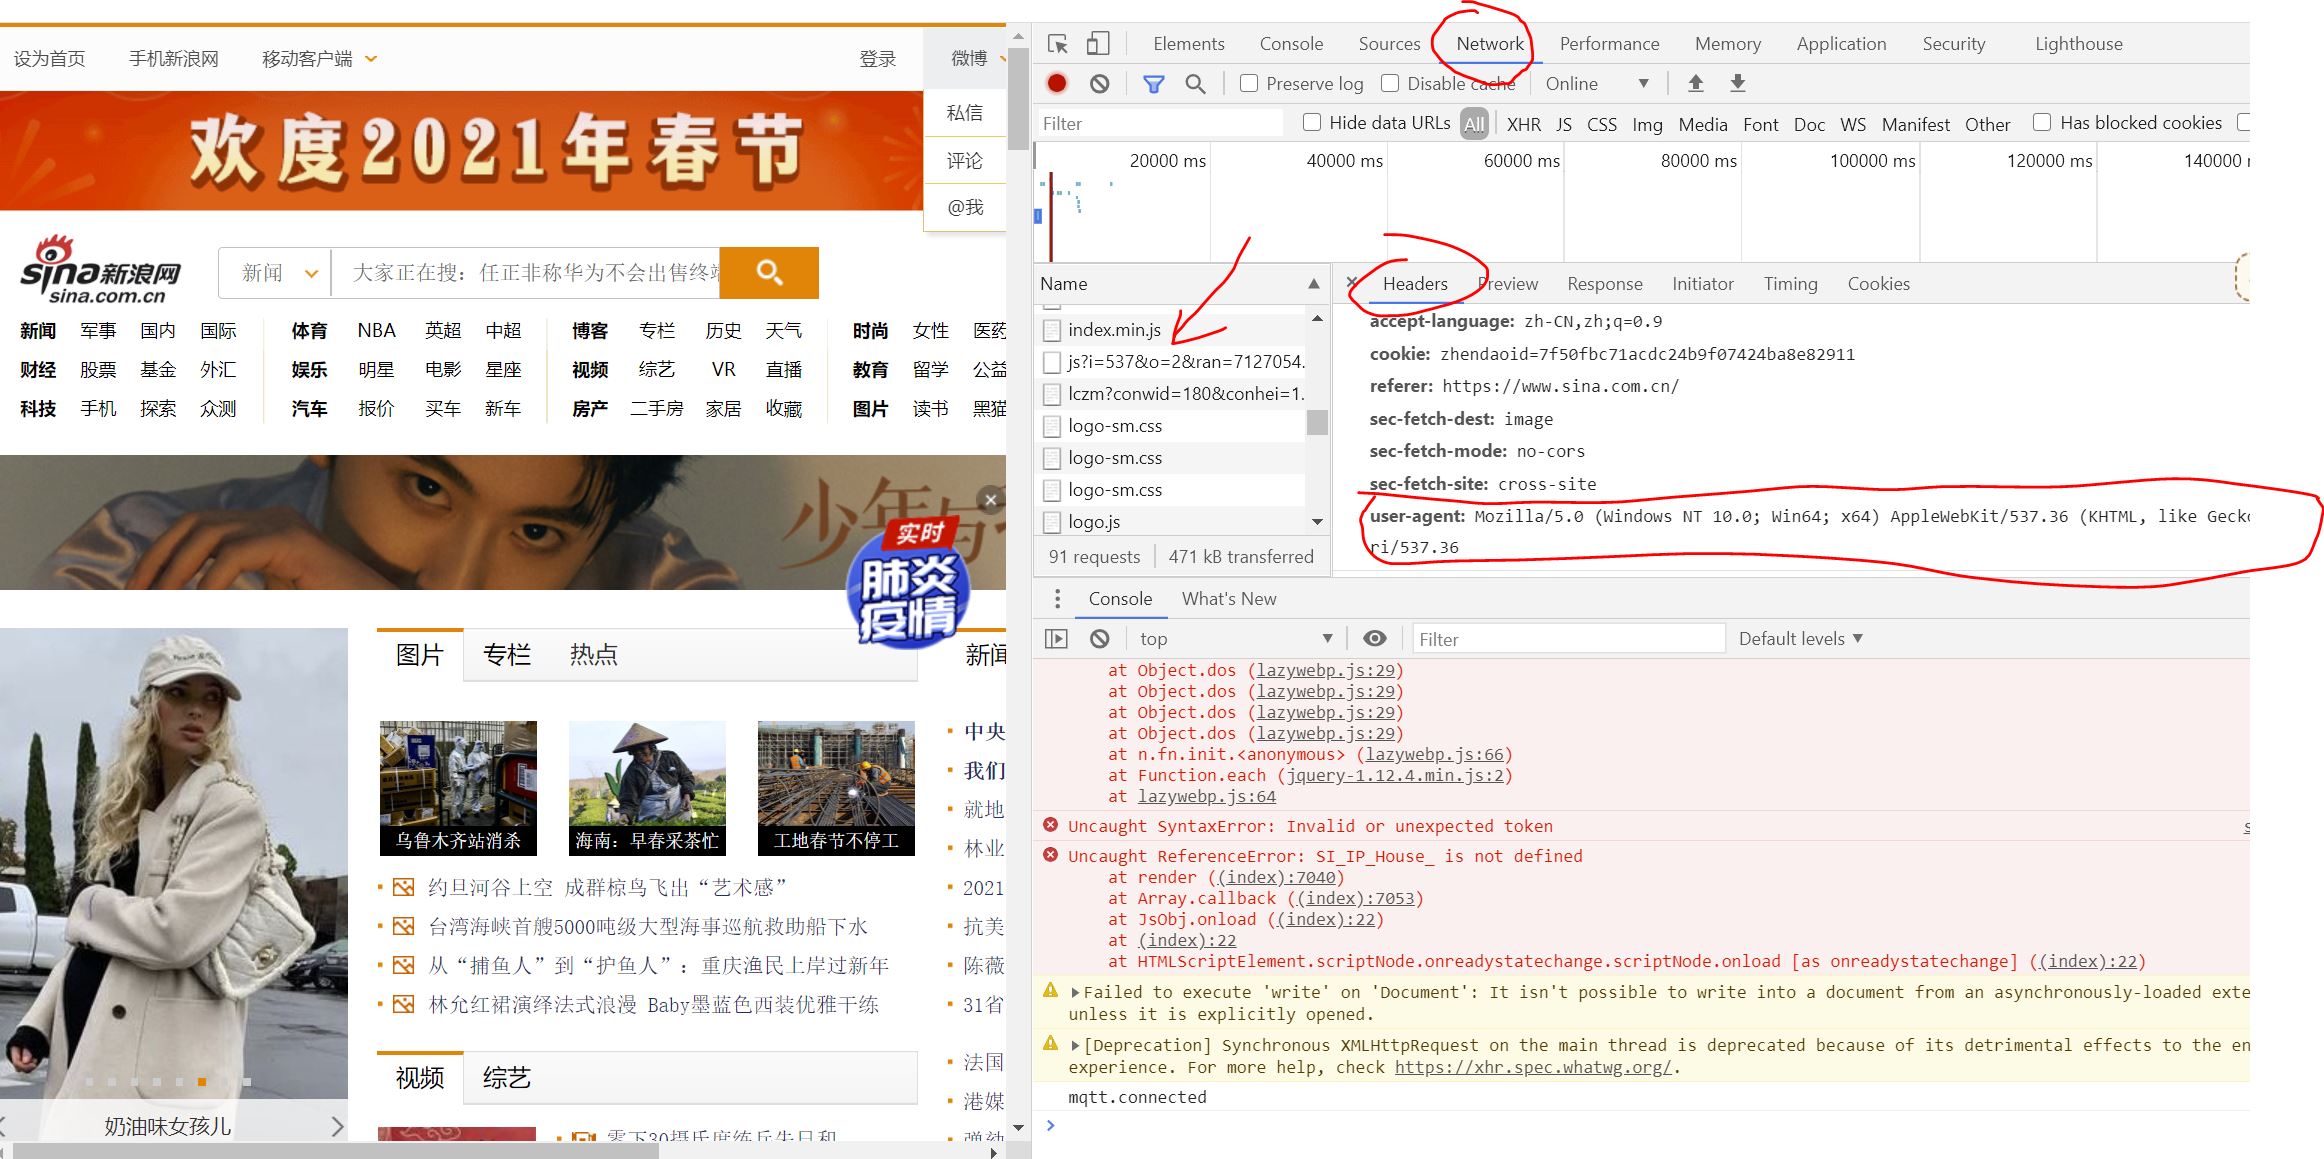 设为首页 手机新浪网 移动客户端 登录 微博
私信
评论
@我
欢度2021年春节
sina新浪网
sina.com.cn
新闻 大家正在搜：任正非称华为不会出售终端
新闻 军事 国内 国际 体育 NBA 英超 中超 博客 专栏 历史 天气 时尚 女性 医药
财经 股票 基金 外汇 娱乐 明星 电影 星座 视频 综艺 VR 直播 教育 留学 公益
科技 手机 探索 众测 汽车 报价 买车 新车 房产 二手房 家居 收藏 图片 读书 黑猫
少年与
实时
肺炎
疫情
图片 专栏 热点 新闻
乌鲁木齐站消杀 海南：早春采茶忙 工地春节不停工
约旦河谷上空 成群椋鸟飞出“艺术感”
台湾海峡首艘5000吨级大型海事巡航救助船下水
从“捕鱼人”到“护鱼人”：重庆渔民上岸过新年
林允红裙演绎法式浪漫 Baby墨蓝色西装优雅干练
中央
我们
就地
林业
2021
抗美
陈薇
31省
法国
港媒
视频 综艺
奶油味女孩儿
零下30摄氏度练兵朱日和
Elements Console Sources Network Performance Memory Application Security Lighthouse
Preserve log Disable cache Online
Filter Hide data URLs All XHR JS CSS Img Media Font Doc WS Manifest Other Has blocked cookies
20000 ms 40000 ms 60000 ms 80000 ms 100000 ms 120000 ms 140000
Name
index.min.js
js?i=537&o=2&ran=7127054.
lczm?conwid=180&conhei=1.
logo-sm.css
logo-sm.css
logo-sm.css
logo.js
91 requests 471 kB transferred
Headers Preview Response Initiator Timing Cookies
accept-language: zh-CN,zh;q=0.9
cookie: zhendaoid=7f50fbc71acdc24b9f07424ba8e82911
referer: https://www.sina.com.cn/
sec-fetch-dest: image
sec-fetch-mode: no-cors
sec-fetch-site: cross-site
user-agent: Mozilla/5.0 (Windows NT 10.0; Win64; x64) AppleWebKit/537.36 (KHTML, like Gecko
ri/537.36
Console What's New
top Filter Default levels
at Object.dos (lazywebp.js:29)
at Object.dos (lazywebp.js:29)
at Object.dos (lazywebp.js:29)
at Object.dos (lazywebp.js:29)
at n.fn.init.<anonymous> (lazywebp.js:66)
at Function.each (jquery-1.12.4.min.js:2)
at lazywebp.js:64
Uncaught SyntaxError: Invalid or unexpected token
Uncaught ReferenceError: SI_IP_House_ is not defined
at render ((index):7040)
at Array.callback ((index):7053)
at JsObj.onload ((index):22)
at (index):22
at HTMLScriptElement.scriptNode.onreadystatechange.scriptNode.onload [as onreadystatechange] ((index):22)
Failed to execute 'write' on 'Document': It isn't possible to write into a document from an asynchronously-loaded exte
unless it is explicitly opened.
[Deprecation] Synchronous XMLHttpRequest on the main thread is deprecated because of its detrimental effects to the en
experience. For more help, check https://xhr.spec.whatwg.org/.
mqtt.connected